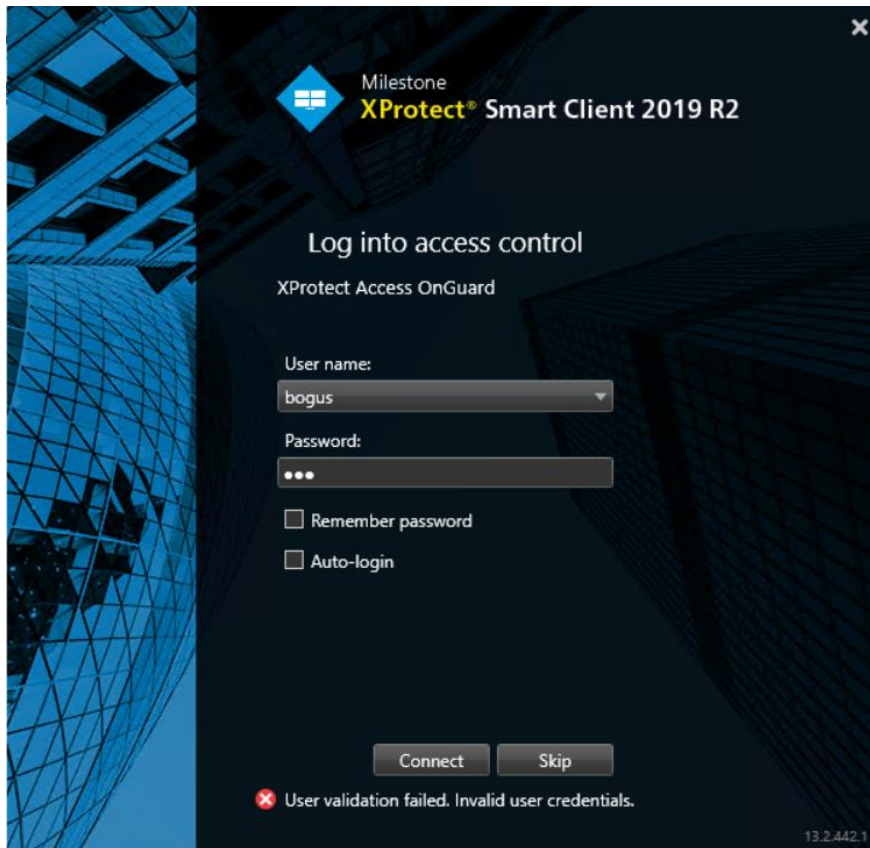 Milestone
XProtect® Smart Client 2019 R2
Log into access control
XProtect Access OnGuard
User name:
bogus
Password:
Remember password
Auto-login
Connect
Skip
User validation failed. Invalid user credentials.
13.2.442.1